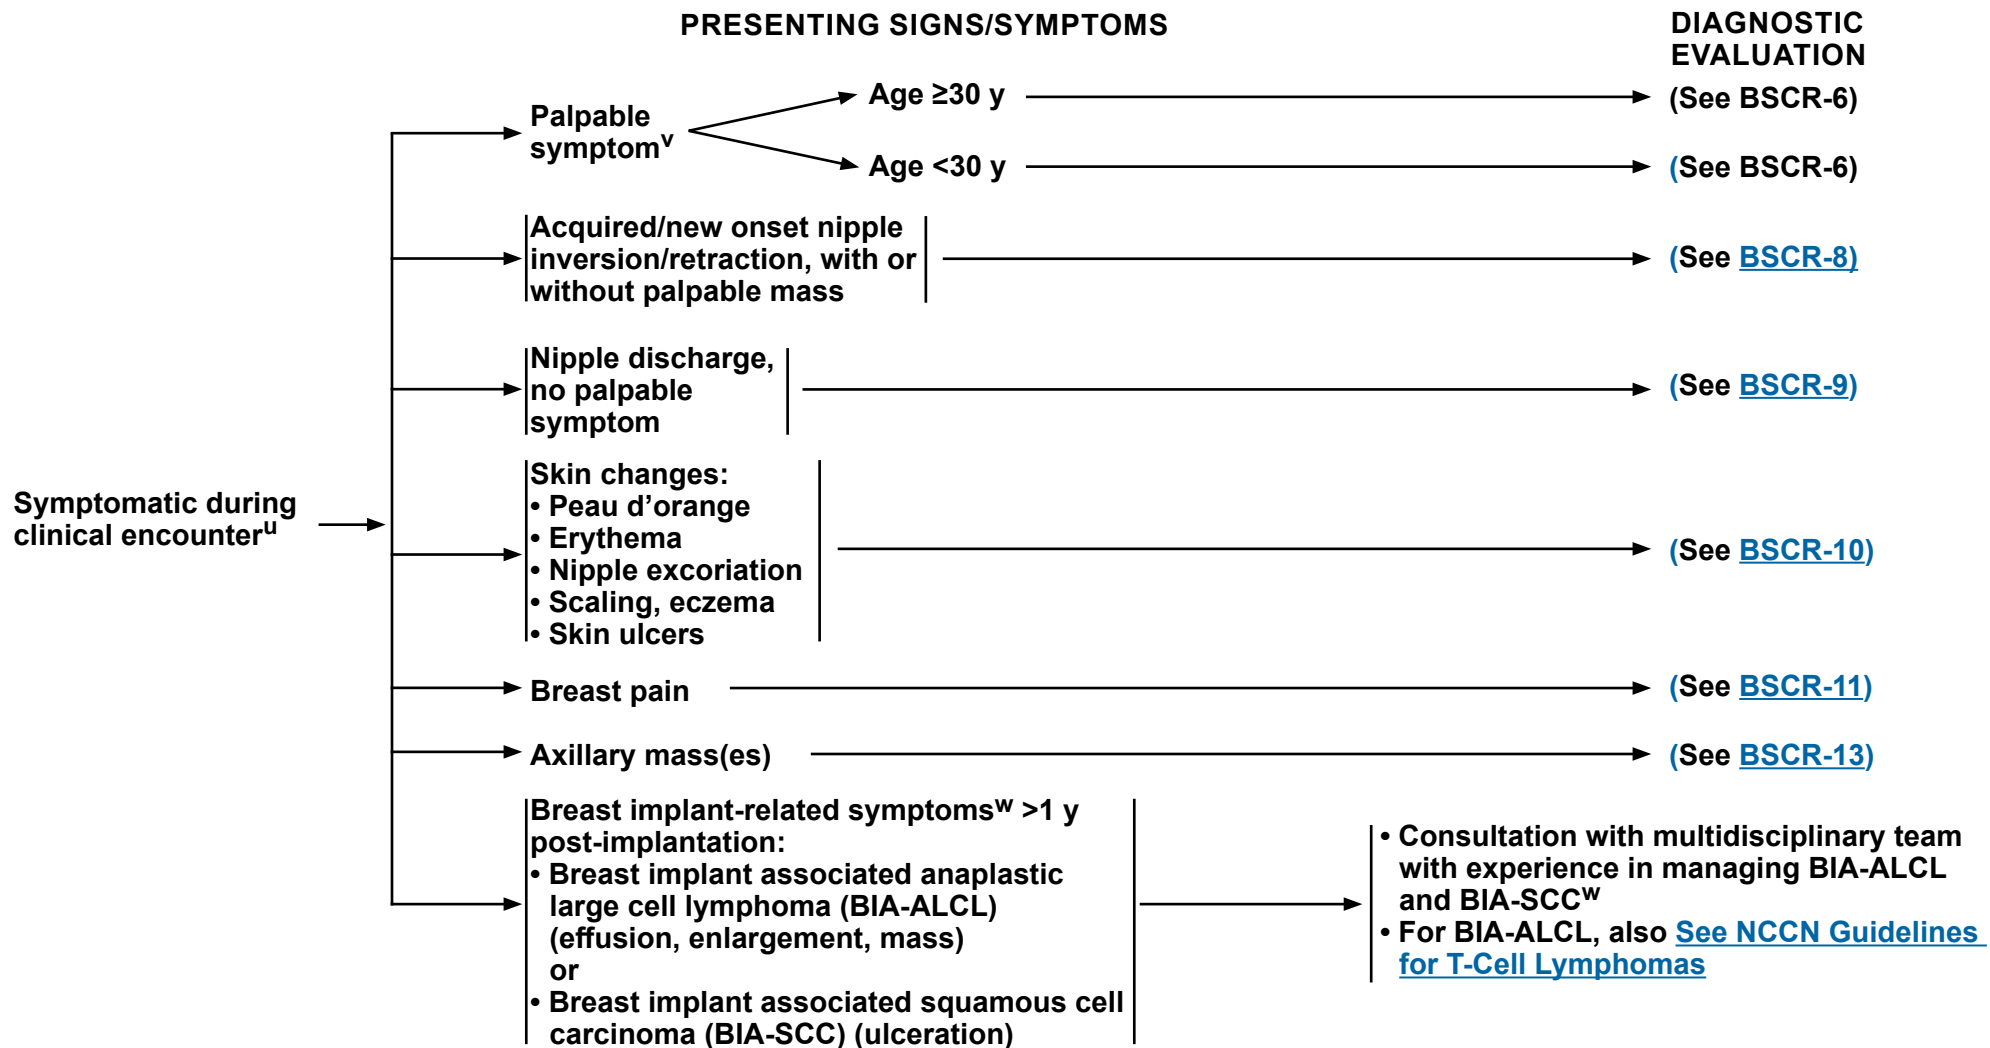 PRESENTING SIGNS/SYMPTOMS
DIAGNOSTIC
EVALUATION
Symptomatic during
clinical encounterᵘ
Palpable
symptomᵛ
Age ≥30 y
(See BSCR-6)
Age <30 y
(See BSCR-6)
Acquired/new onset nipple
inversion/retraction, with or
without palpable mass
(See BSCR-8)
Nipple discharge,
no palpable
symptom
(See BSCR-9)
Skin changes:
• Peau d’orange
• Erythema
• Nipple excoriation
• Scaling, eczema
• Skin ulcers
(See BSCR-10)
Breast pain
(See BSCR-11)
Axillary mass(es)
(See BSCR-13)
Breast implant-related symptomsʷ >1 y
post-implantation:
• Breast implant associated anaplastic
large cell lymphoma (BIA-ALCL)
(effusion, enlargement, mass)
or
• Breast implant associated squamous cell
carcinoma (BIA-SCC) (ulceration)
• Consultation with multidisciplinary team
with experience in managing BIA-ALCL
and BIA-SCCʷ
• For BIA-ALCL, also See NCCN Guidelines
for T-Cell Lymphomas